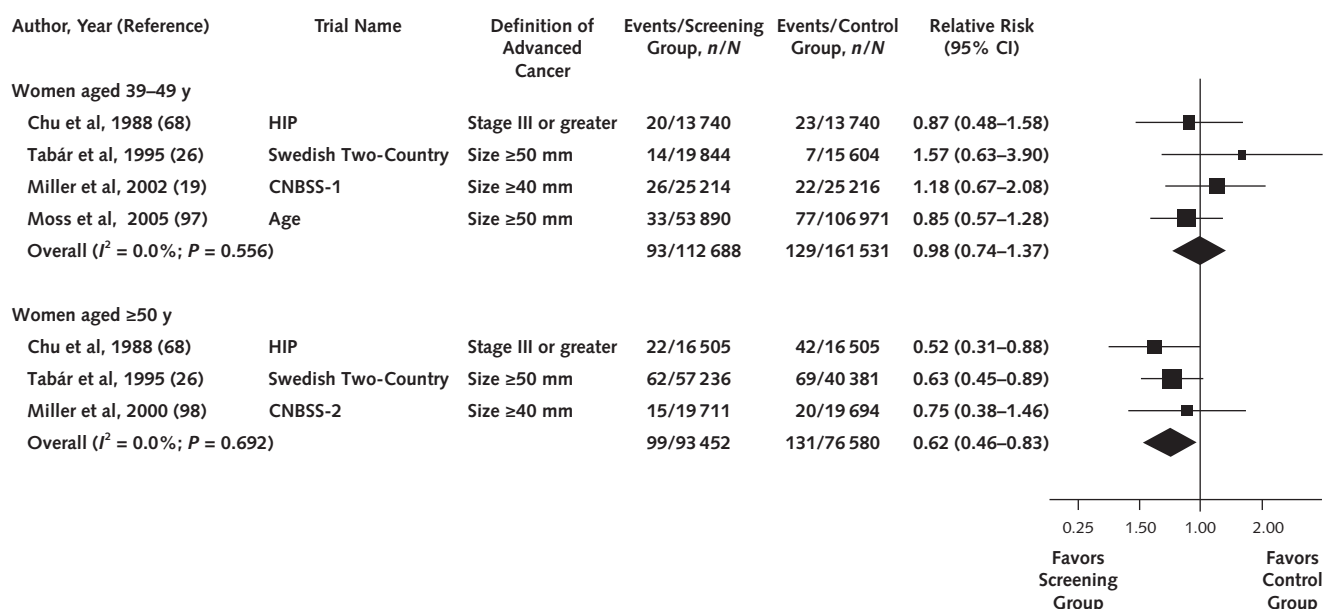 Author, Year (Reference) Trial Name Definition of Advanced Cancer Events/Screening Group, n/N Events/Control Group, n/N Relative Risk (95% CI)
Women aged 39–49 y
Chu et al, 1988 (68) HIP Stage III or greater 20/13 740 23/13 740 0.87 (0.48–1.58)
Tabár et al, 1995 (26) Swedish Two-Country Size ≥50 mm 14/19 844 7/15 604 1.57 (0.63–3.90)
Miller et al, 2002 (19) CNBSS-1 Size ≥40 mm 26/25 214 22/25 216 1.18 (0.67–2.08)
Moss et al, 2005 (97) Age Size ≥50 mm 33/53 890 77/106 971 0.85 (0.57–1.28)
Overall (I² = 0.0%; P = 0.556) 93/112 688 129/161 531 0.98 (0.74–1.37)
Women aged ≥50 y
Chu et al, 1988 (68) HIP Stage III or greater 22/16 505 42/16 505 0.52 (0.31–0.88)
Tabár et al, 1995 (26) Swedish Two-Country Size ≥50 mm 62/57 236 69/40 381 0.63 (0.45–0.89)
Miller et al, 2000 (98) CNBSS-2 Size ≥40 mm 15/19 711 20/19 694 0.75 (0.38–1.46)
Overall (I² = 0.0%; P = 0.692) 99/93 452 131/76 580 0.62 (0.46–0.83)
0.25 1.50 1.00 2.00
Favors Screening Group Favors Control Group